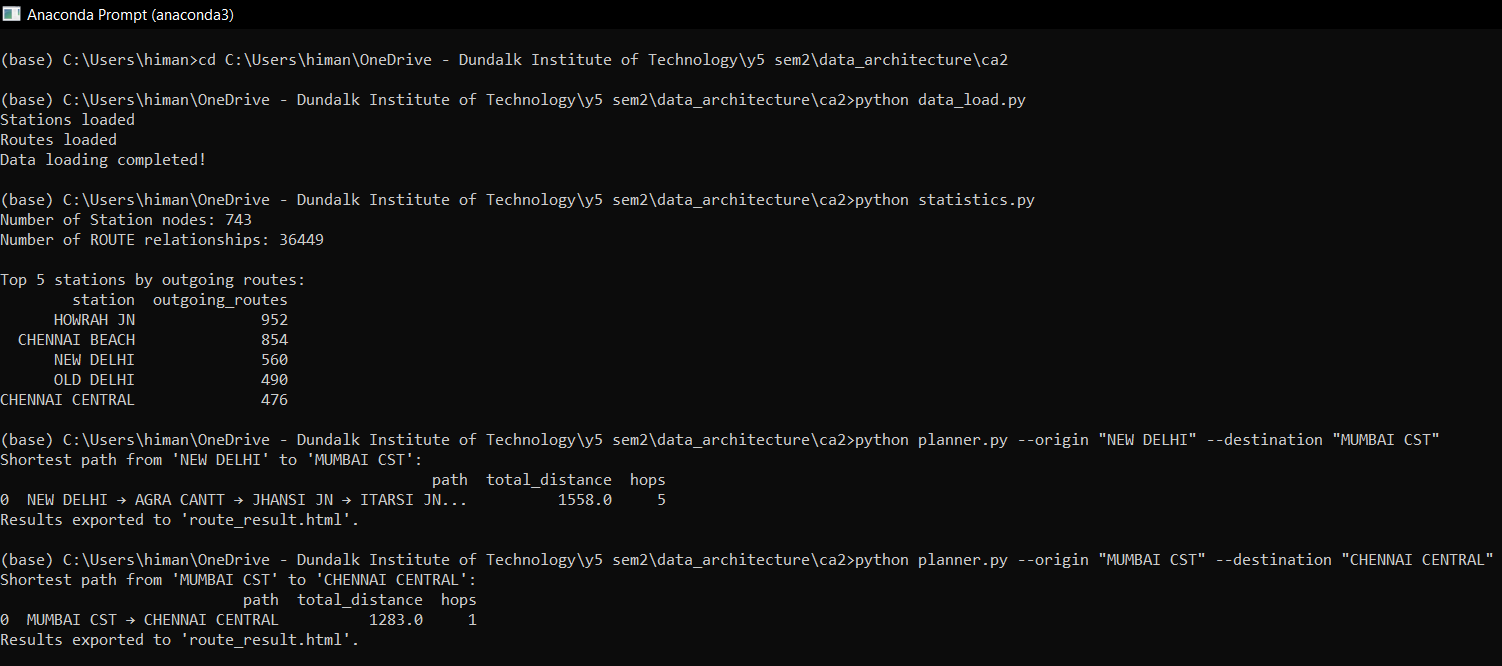 Anaconda Prompt (anaconda3)
(base) C:\Users\himan>cd C:\Users\himan\OneDrive - Dundalk Institute of Technology\y5 sem2\data_architecture\ca2
(base) C:\Users\himan\OneDrive - Dundalk Institute of Technology\y5 sem2\data_architecture\ca2>python data_load.py
Stations loaded
Routes loaded
Data loading completed!
(base) C:\Users\himan\OneDrive - Dundalk Institute of Technology\y5 sem2\data_architecture\ca2>python statistics.py
Number of Station nodes: 743
Number of ROUTE relationships: 36449
Top 5 stations by outgoing routes:
station outgoing_routes
HOWRAH JN 952
CHENNAI BEACH 854
NEW DELHI 560
OLD DELHI 490
CHENNAI CENTRAL 476
(base) C:\Users\himan\OneDrive - Dundalk Institute of Technology\y5 sem2\data_architecture\ca2>python planner.py --origin "NEW DELHI" --destination "MUMBAI CST"
Shortest path from 'NEW DELHI' to 'MUMBAI CST':
path total_distance hops
0 NEW DELHI → AGRA CANTT → JHANSI JN → ITARSI JN... 1558.0 5
Results exported to 'route_result.html'.
(base) C:\Users\himan\OneDrive - Dundalk Institute of Technology\y5 sem2\data_architecture\ca2>python planner.py --origin "MUMBAI CST" --destination "CHENNAI CENTRAL"
Shortest path from 'MUMBAI CST' to 'CHENNAI CENTRAL':
path total_distance hops
0 MUMBAI CST → CHENNAI CENTRAL 1283.0 1
Results exported to 'route_result.html'.